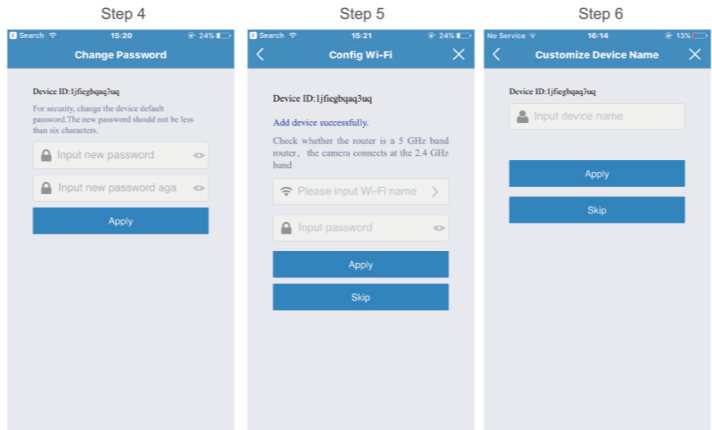 Step 4
Search 15:20 24%
Change Password
Device ID:1jfiegbqaq3uq
For security, change the device default
password.The new password should not be less
than six characters.
Input new password
Input new password aga
Apply
Step 5
Search 15:21 24%
Config Wi-Fi
Device ID:1jfiegbqaq3uq
Add device successfully.
Check whether the router is a 5 GHz band
router, the camera connects at the 2.4 GHz
band
Please input Wi-Fi name
Input password
Apply
Skip
Step 6
No Service 16:14 13%
Customize Device Name
Device ID:1jfiegbqaq3uq
Input device name
Apply
Skip